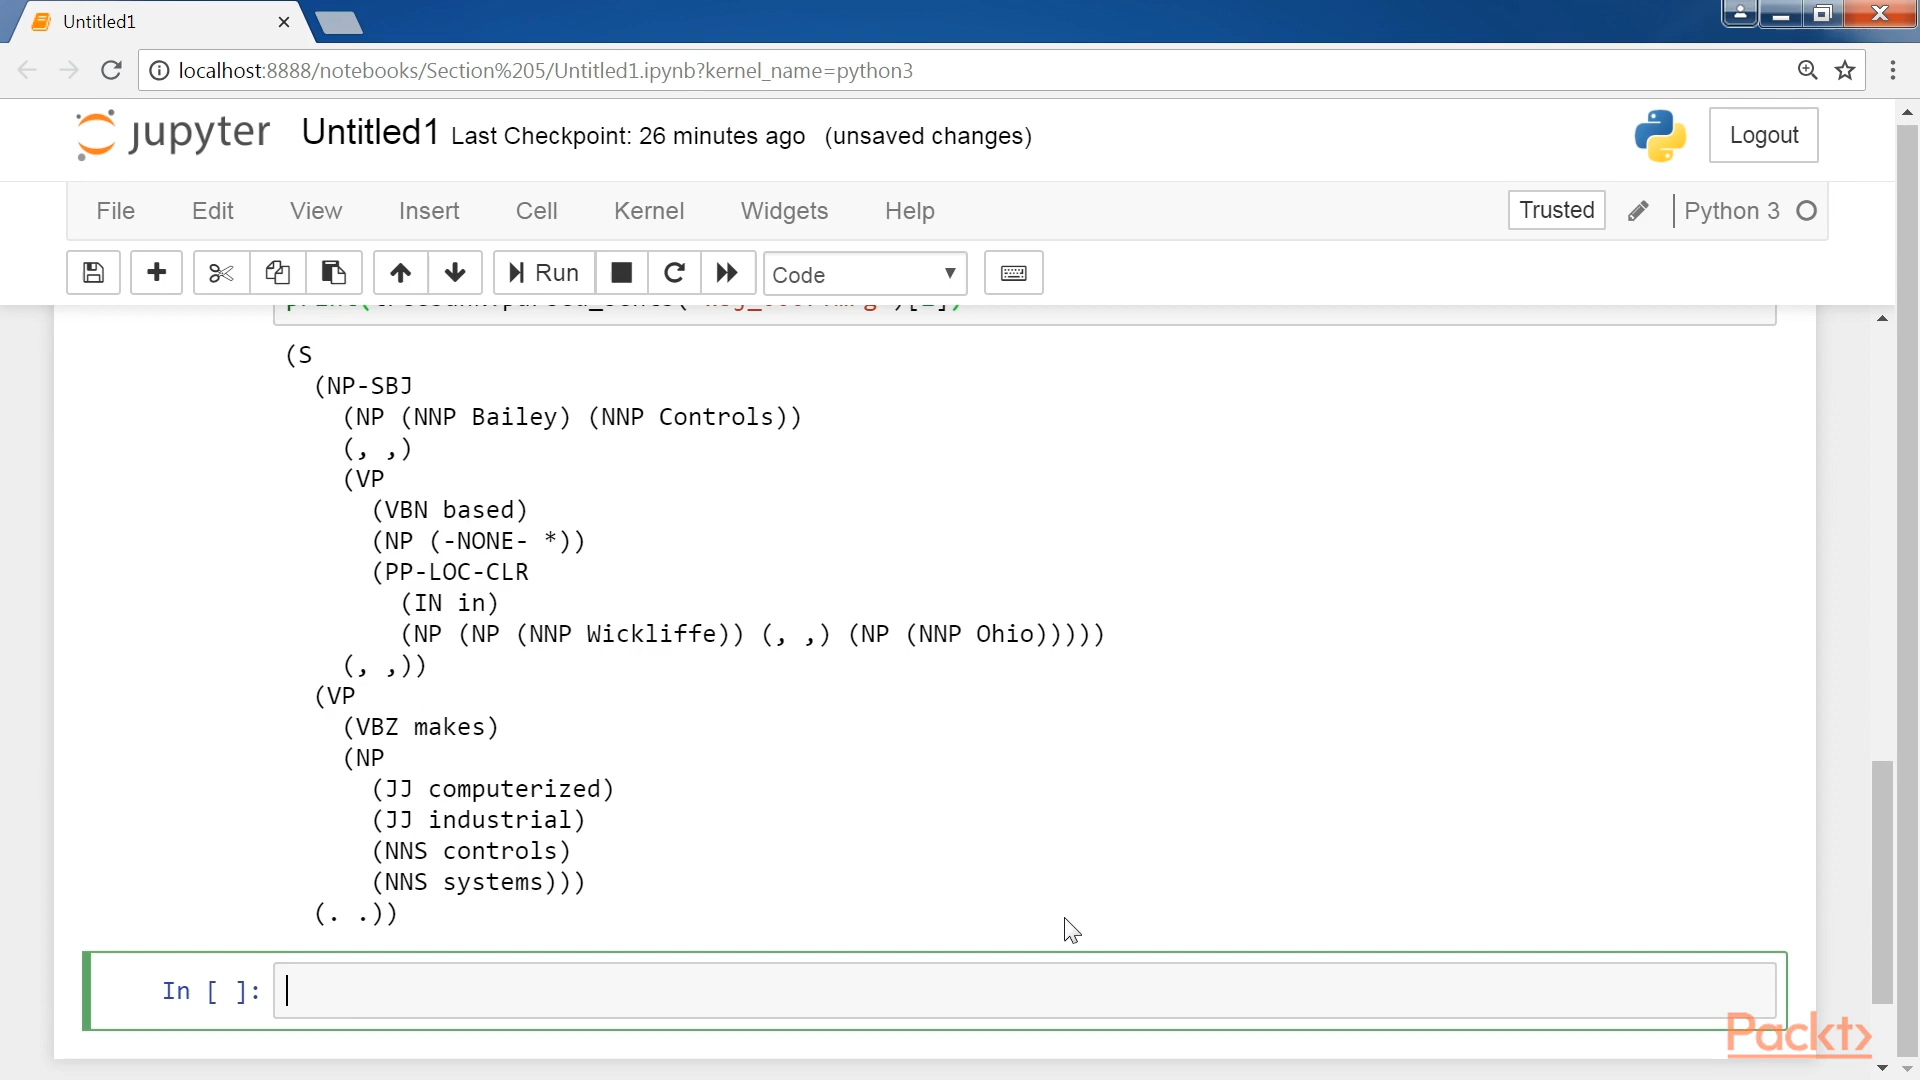 Untitled1
localhost:8888/notebooks/Section%205/Untitled1.ipynb?kernel_name=python3
jupyter Untitled1 Last Checkpoint: 26 minutes ago (unsaved changes)
Logout
File Edit View Insert Cell Kernel Widgets Help Trusted Python 3
Run Code
(S
(NP-SBJ
(NP (NNP Bailey) (NNP Controls))
(, ,)
(VP
(VBN based)
(NP (-NONE- *))
(PP-LOC-CLR
(IN in)
(NP (NP (NNP Wickliffe)) (, ,) (NP (NNP Ohio)))))
(, ,))
(VP
(VBZ makes)
(NP
(JJ computerized)
(JJ industrial)
(NNS controls)
(NNS systems)))
(. .))
In [ ]:
Packt>